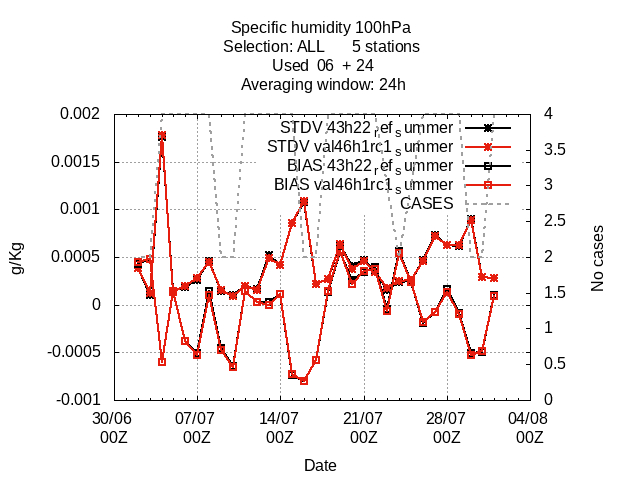 Specific humidity 100hPa
Selection: ALL 5 stations
Used 06 + 24
Averaging window: 24h
0.002
0.0015
0.001
0.0005
0
-0.0005
-0.001
g/Kg
STDV 43h22_ref_summer
STDV val46h1rc1_summer
BIAS 43h22_ref_summer
BIAS val46h1rc1_summer
CASES
4
3.5
3
2.5
2
1.5
1
0.5
0
No cases
30/06 07/07 14/07 21/07 28/07 04/08
00Z 00Z 00Z 00Z 00Z 00Z
Date